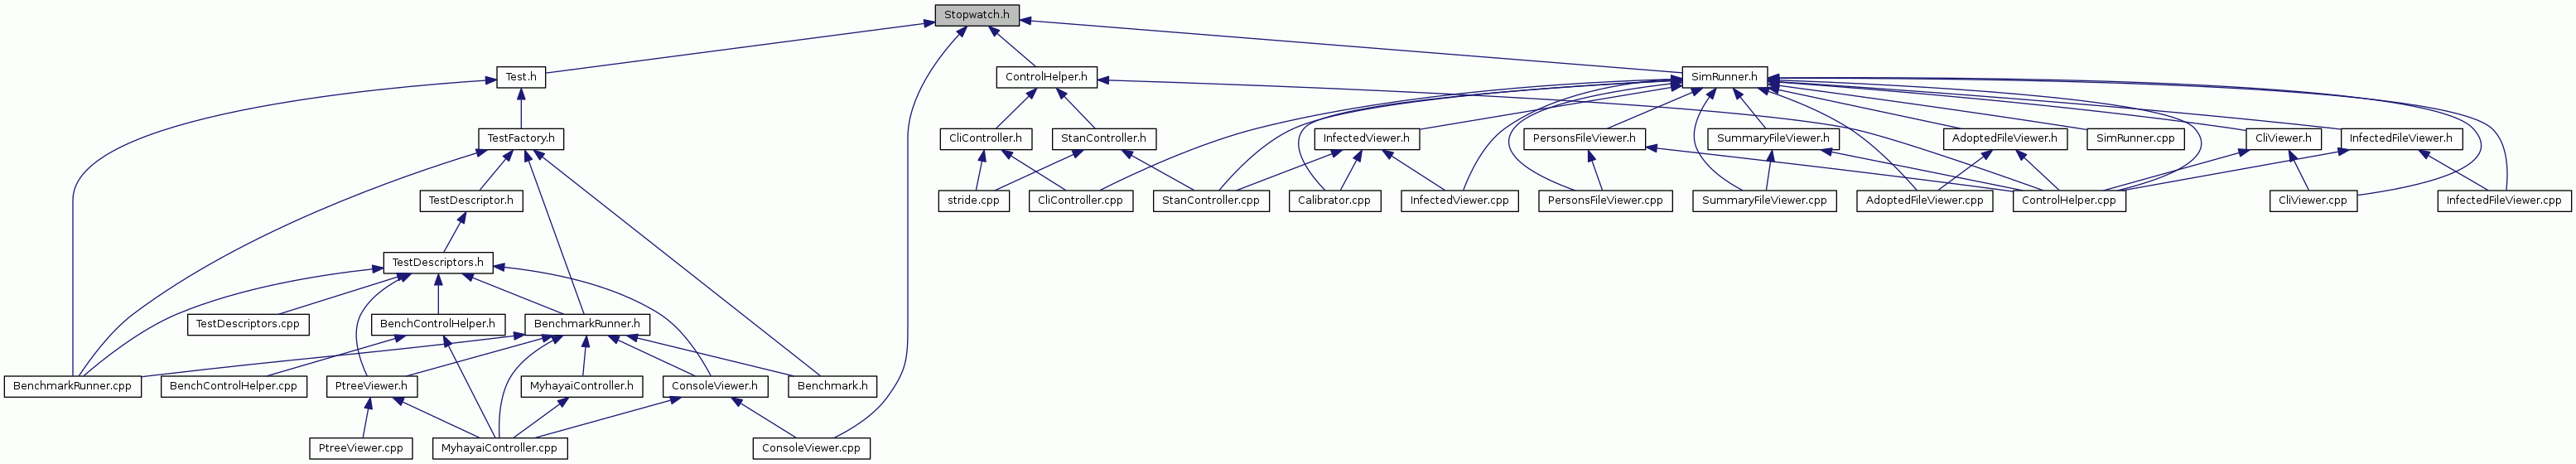 Stopwatch.h
Test.h
ControlHelper.h
SimRunner.h
TestFactory.h
CliController.h
StanController.h
InfectedViewer.h
PersonsFileViewer.h
SummaryFileViewer.h
AdoptedFileViewer.h
SimRunner.cpp
CliViewer.h
InfectedFileViewer.h
TestDescriptor.h
stride.cpp
CliController.cpp
StanController.cpp
Calibrator.cpp
InfectedViewer.cpp
PersonsFileViewer.cpp
SummaryFileViewer.cpp
AdoptedFileViewer.cpp
ControlHelper.cpp
CliViewer.cpp
InfectedFileViewer.cpp
TestDescriptors.h
TestDescriptors.cpp
BenchControlHelper.h
BenchmarkRunner.h
BenchmarkRunner.cpp
BenchControlHelper.cpp
PtreeViewer.h
MyhayaiController.h
ConsoleViewer.h
Benchmark.h
PtreeViewer.cpp
MyhayaiController.cpp
ConsoleViewer.cpp